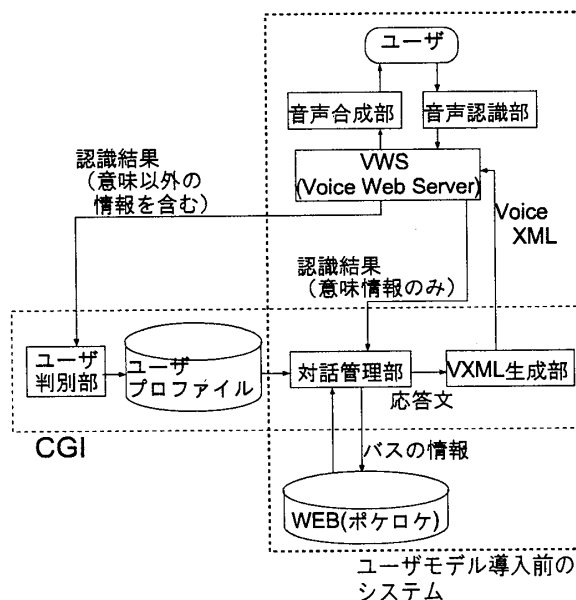 ユーザ
音声合成部
音声認識部
認識結果
（意味以外の
情報を含む）
VWS
(Voice Web Server)
Voice
XML
認識結果
（意味情報のみ）
ユーザ
判別部
ユーザ
プロファイル
対話管理部
VXML生成部
応答文
CGI
バスの情報
WEB(ポケロケ)
ユーザモデル導入前の
システム